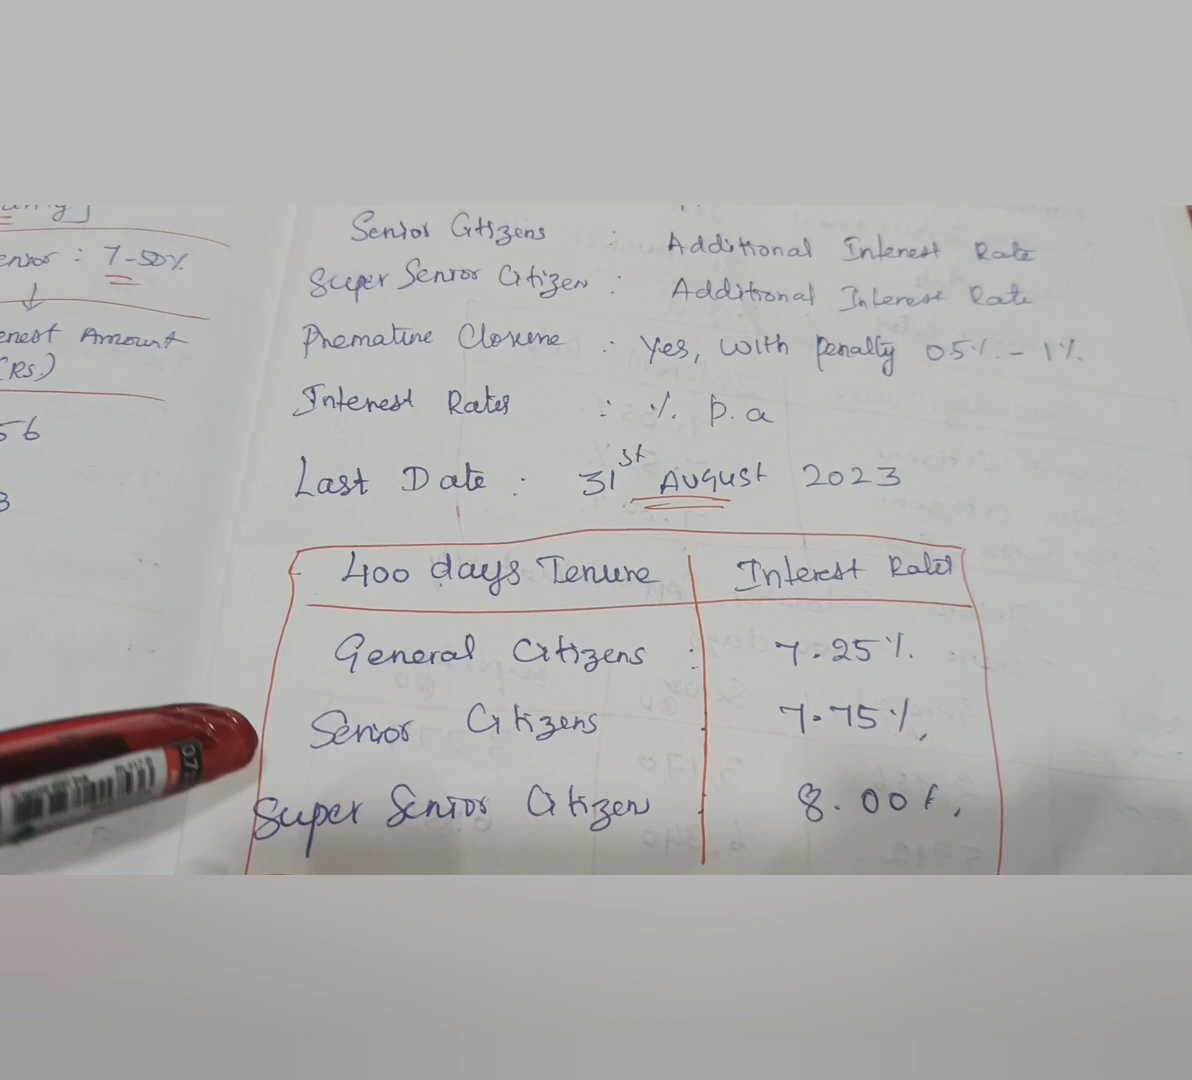 : 7-50%
Amount
(RS.)
56
3
Senior Citizens : Additional Interest Rate
Super Senior Citizen : Additional Interest Rate
Premature Closure : Yes, with penalty 0.5% - 1%
Interest Rates : % p.a
Last Date : 31st August 2023
400 days Tenure Interest Rates
General Citizens : 7.25%
Senior Citizens : 7.75%
Super Senior Citizen : 8.00%